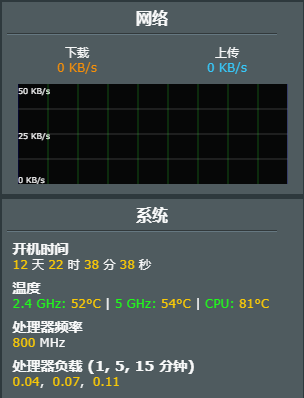 网络
下载 上传
0 KB/s 0 KB/s
50 KB/s
25 KB/s
0 KB/s
系统
开机时间
12 天 22 时 38 分 38 秒
温度
2.4 GHz: 52°C | 5 GHz: 54°C | CPU: 81°C
处理器频率
800 MHz
处理器负载 (1, 5, 15 分钟)
0.04, 0.07, 0.11